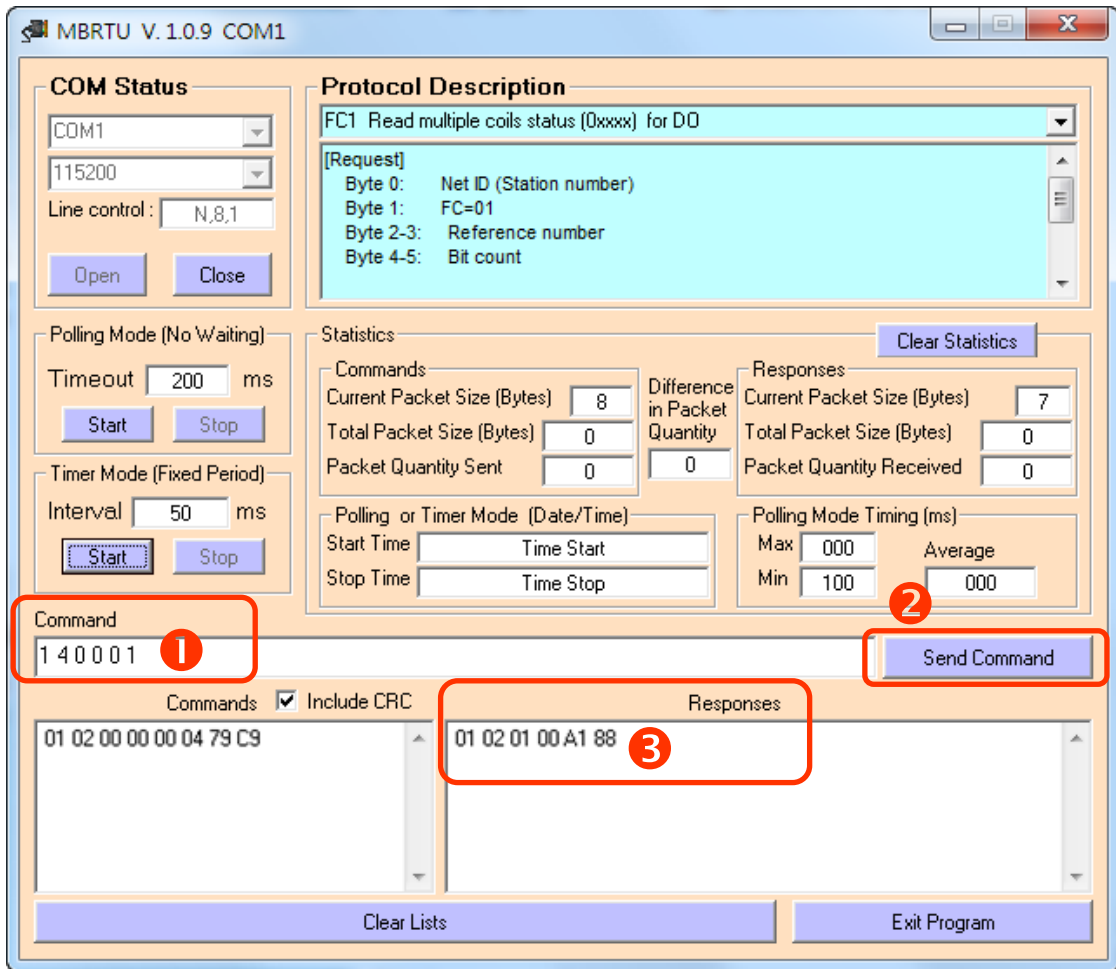 MBRTU V. 1.0.9 COM1
COM Status
COM1
115200
Line control : N,8,1
Open Close
Protocol Description
FC1 Read multiple coils status (0xxxx) for DO
[Request]
Byte 0: Net ID (Station number)
Byte 1: FC=01
Byte 2-3: Reference number
Byte 4-5: Bit count
Polling Mode (No Waiting)
Timeout 200 ms
Start Stop
Timer Mode (Fixed Period)
Interval 50 ms
Start Stop
Statistics
Clear Statistics
Commands
Current Packet Size (Bytes) 8
Total Packet Size (Bytes) 0
Packet Quantity Sent 0
Difference
in Packet
Quantity
0
Responses
Current Packet Size (Bytes) 7
Total Packet Size (Bytes) 0
Packet Quantity Received 0
Polling or Timer Mode (Date/Time)
Start Time Time Start
Stop Time Time Stop
Polling Mode Timing (ms)
Max 000
Min 100
Average
000
Command
1 4 0 0 0 1 1
2
Send Command
Commands Include CRC
01 02 00 00 00 04 79 C9
Responses
01 02 01 00 A1 88 3
Clear Lists Exit Program